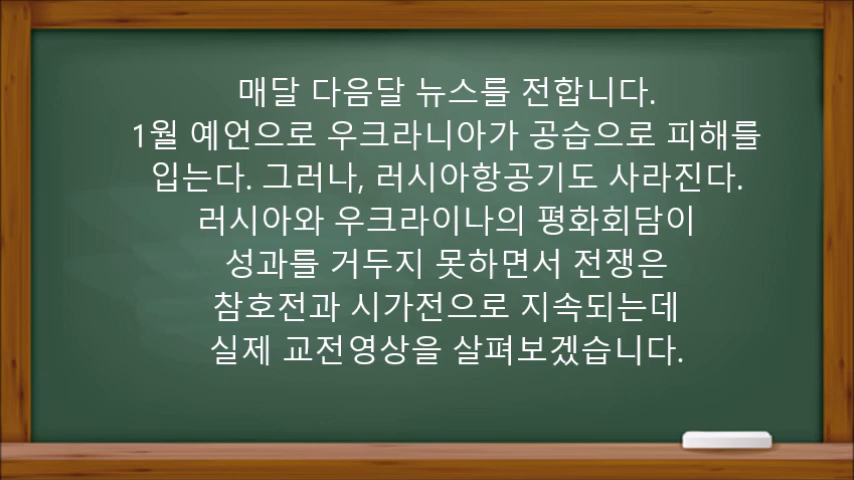 매달 다음달 뉴스를 전합니다.
1월 예언으로 우크라니아가 공습으로 피해를
입는다. 그러나, 러시아항공기도 사라진다.
러시아와 우크라이나의 평화회담이
성과를 거두지 못하면서 전쟁은
참호전과 시가전으로 지속되는데
실제 교전영상을 살펴보겠습니다.